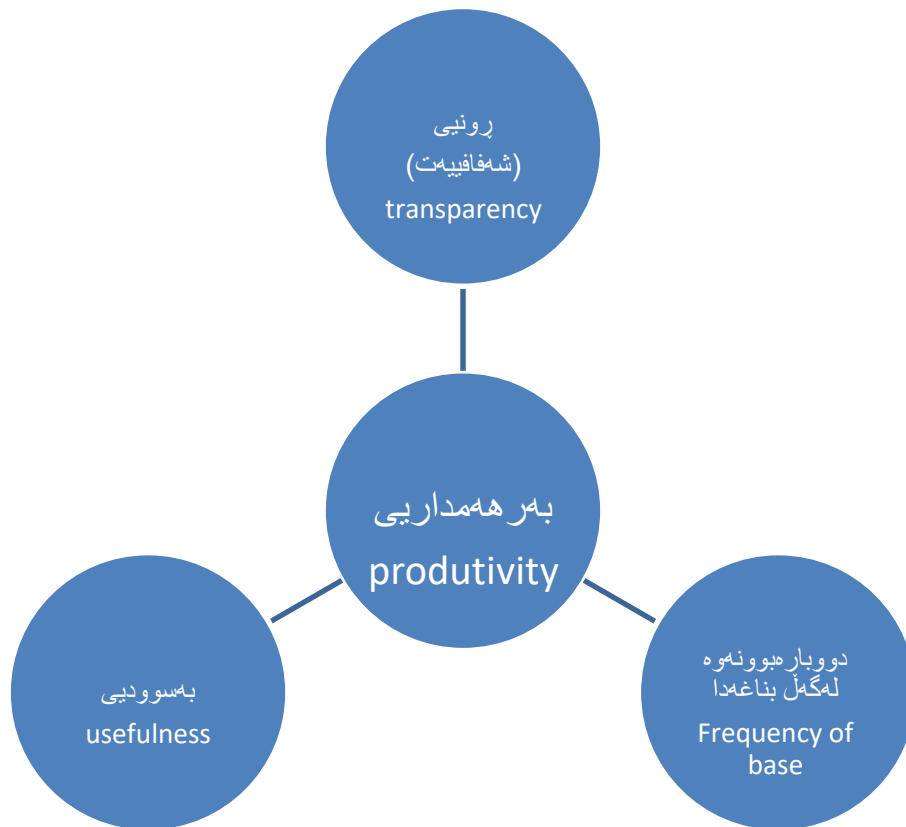 ڕونیی
(شەفافییەت)
transparency
بەرهەمداریی
produtivity
بەسوودیی
usefulness
دووبارەبوونەوە
لەگەڵ بناغەدا
Frequency of
base